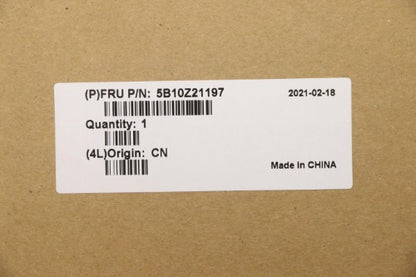 (P)FRU P/N: 5B10Z21197 2021-02-18
Quantity: 1
(4L)Origin: CN
Made in CHINA